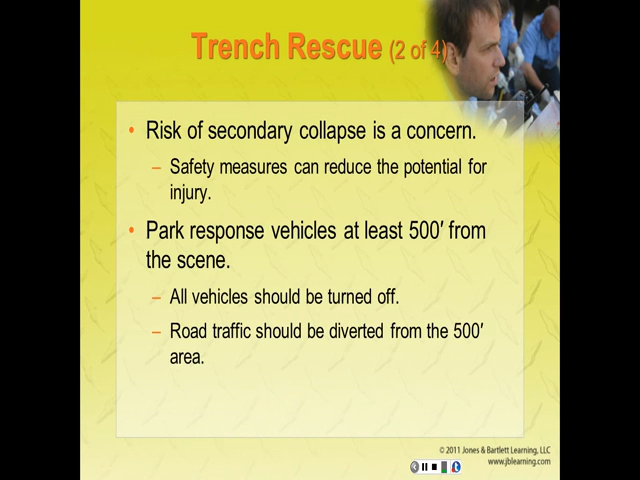 Trench Rescue (2 of 4)
• Risk of secondary collapse is a concern.
– Safety measures can reduce the potential for
injury.
• Park response vehicles at least 500′ from
the scene.
– All vehicles should be turned off.
– Road traffic should be diverted from the 500′
area.
© 2011 Jones & Bartlett Learning, LLC
www.jblearning.com